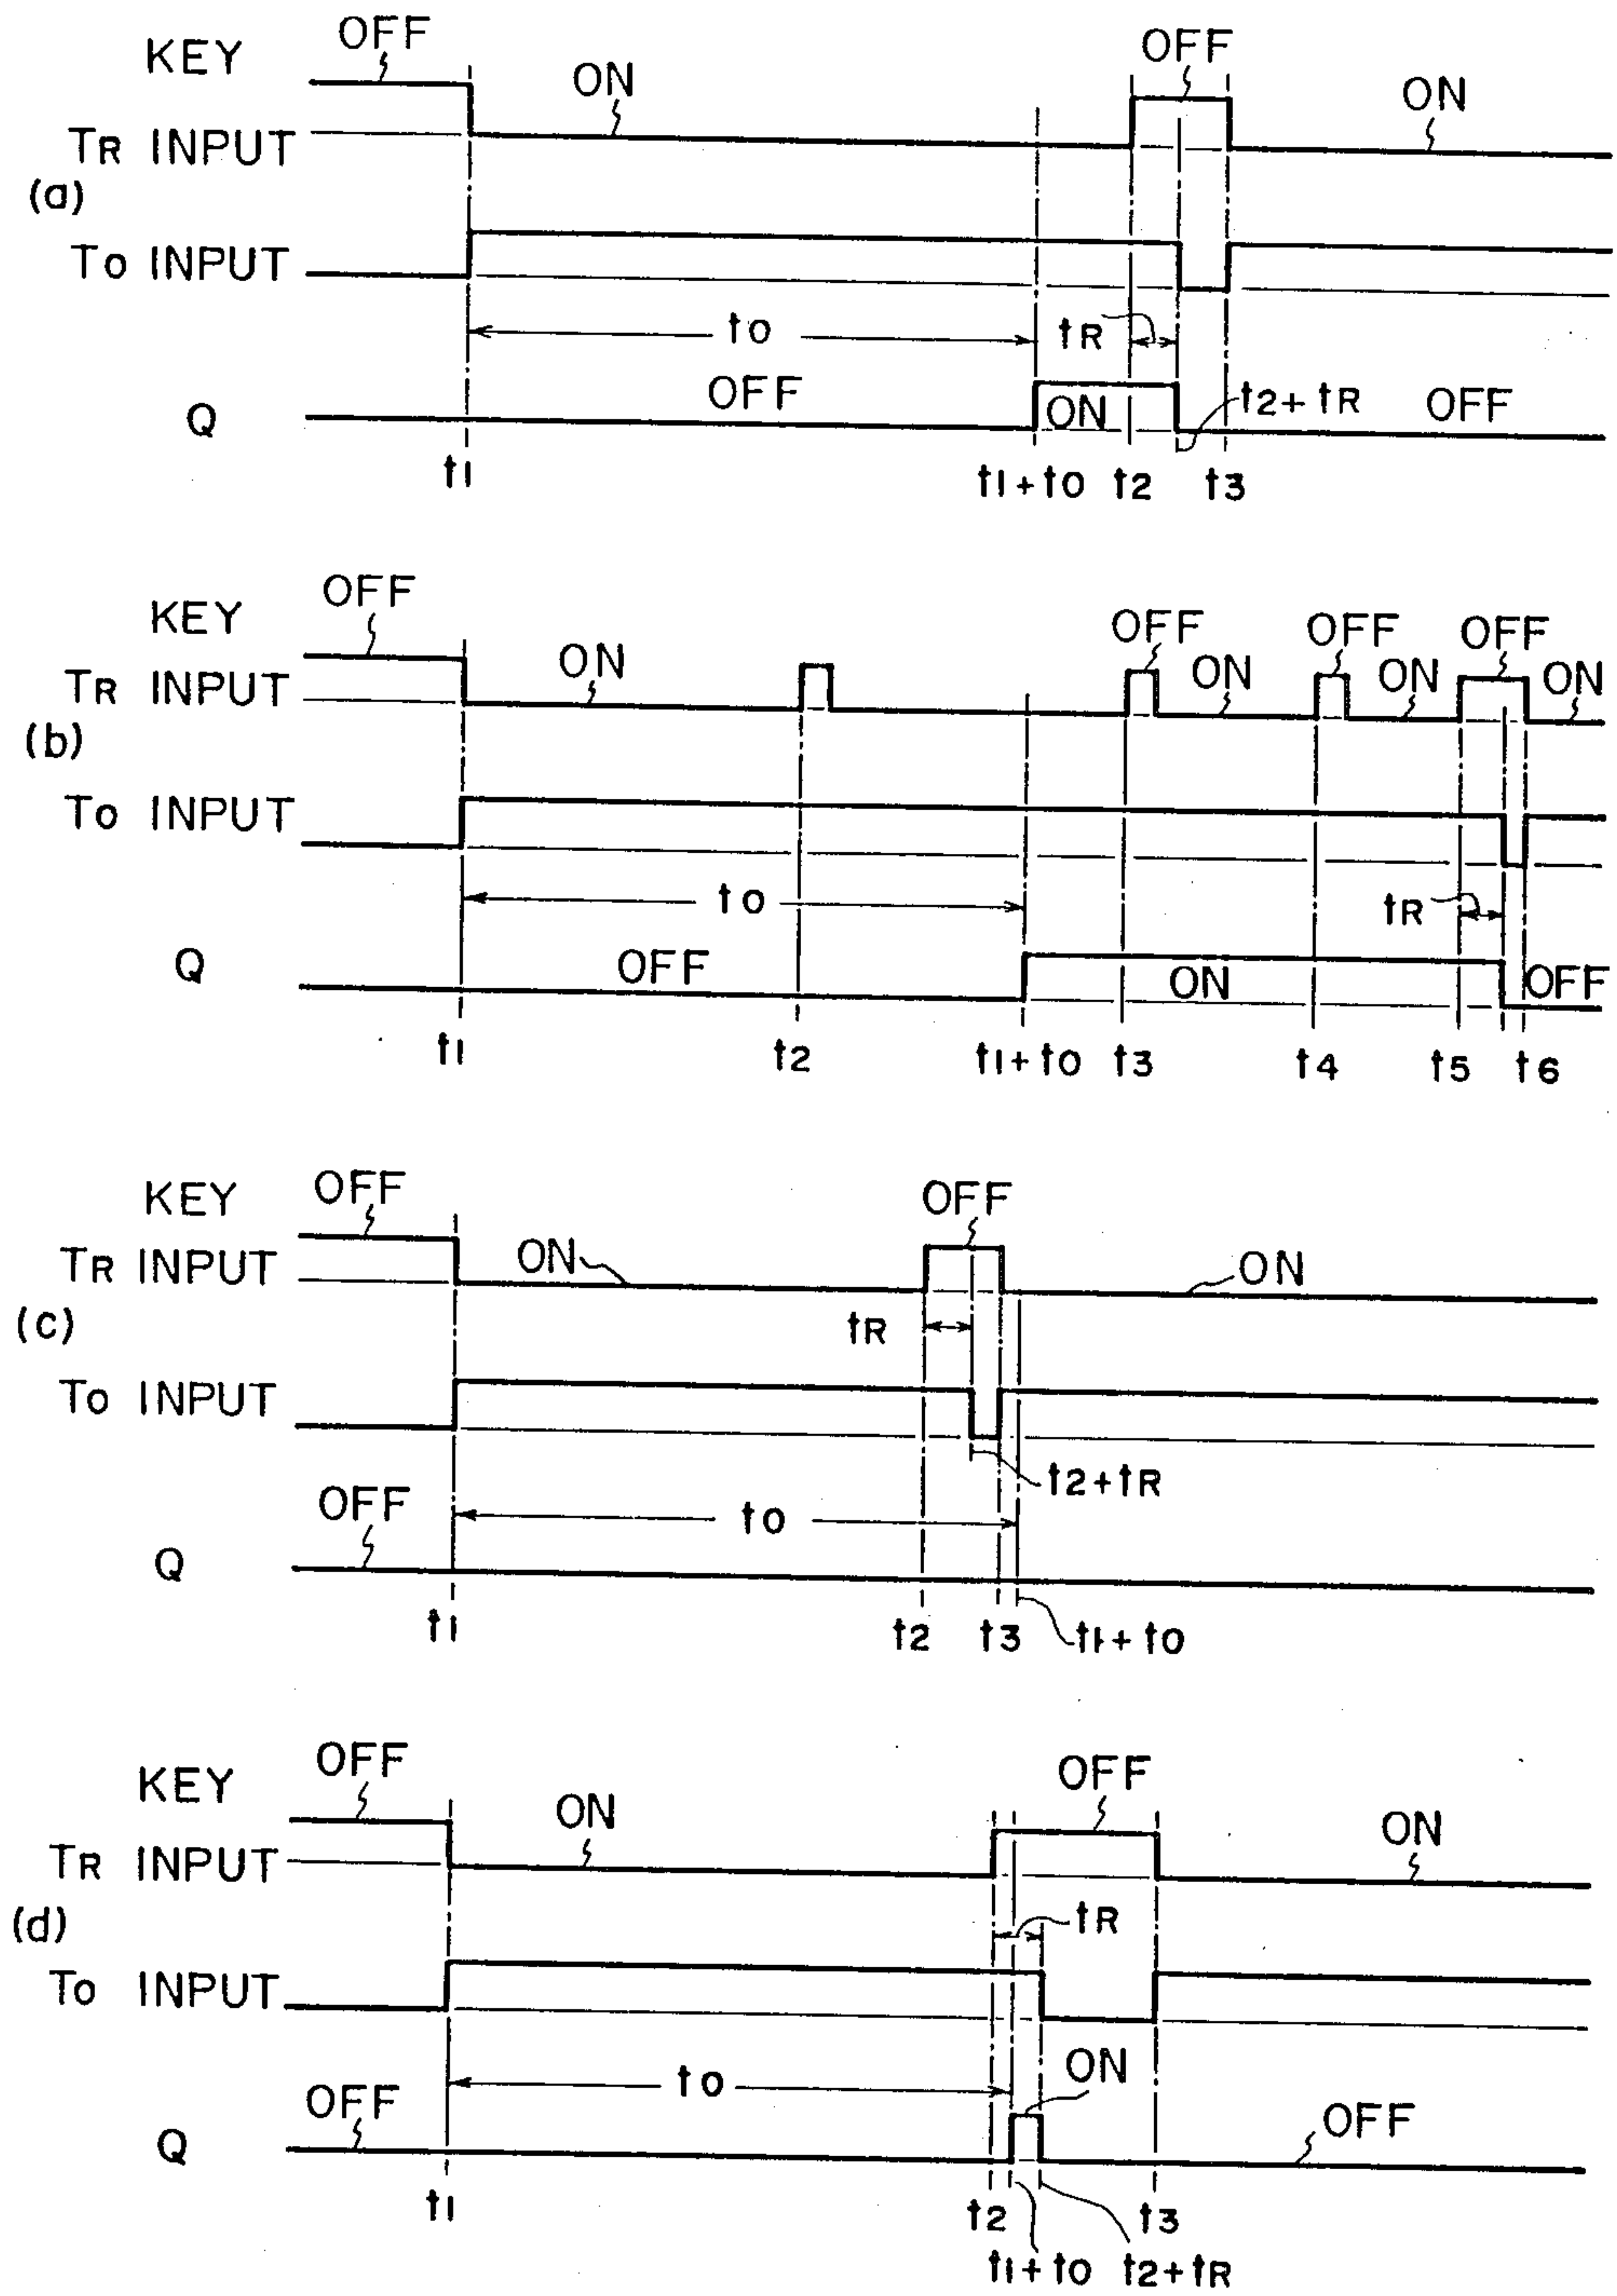 OFF
KEY
ON
OFF
ON
TR INPUT
(a)
TO INPUT
to
tR
OFF
ON
t2+tR
OFF
Q
t1
t1+to
t2
t3
OFF
KEY
ON
OFF
ON
OFF
ON
OFF
ON
TR INPUT
(b)
TO INPUT
to
tR
Q
OFF
ON
OFF
t1
t2
t1+to
t3
t4
t5
t6
OFF
KEY
OFF
TR INPUT
ON
ON
(c)
tR
TO INPUT
t2+tR
OFF
to
Q
t1
t2
t3
t1+to
OFF
KEY
ON
OFF
ON
TR INPUT
(d)
tR
TO INPUT
ON
OFF
to
OFF
Q
t1
t2
t3
t1+to
t2+tR